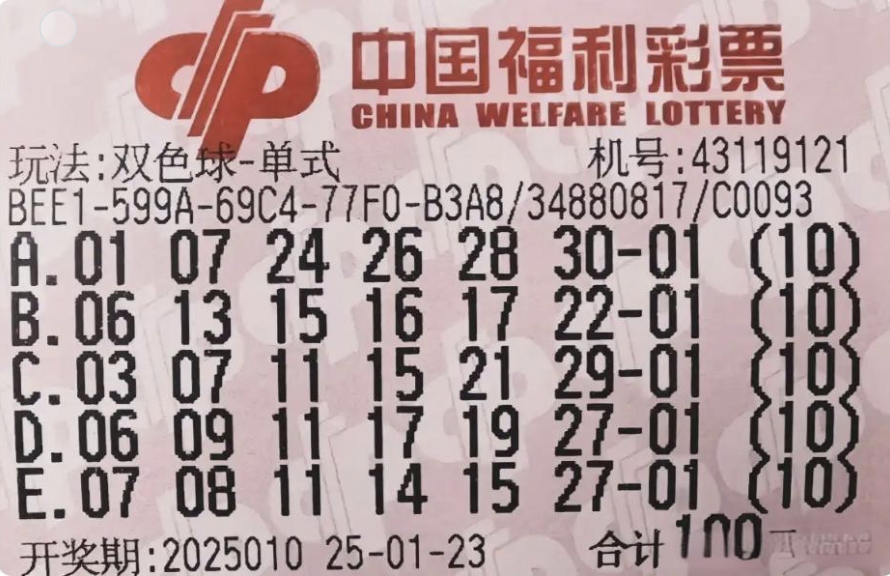 中国福利彩票
CHINA WELFARE LOTTERY
玩法:双色球-单式 机号:43119121
BEE1-599A-69C4-77F0-B3A8/34880817/C0093
A.01 07 24 26 28 30-01 (10)
B.06 13 15 16 17 22-01 (10)
C.03 07 11 15 21 29-01 (10)
D.06 09 11 17 19 27-01 (10)
E.07 08 11 14 15 27-01 (10)
开奖期:2025010 25-01-23 合计100